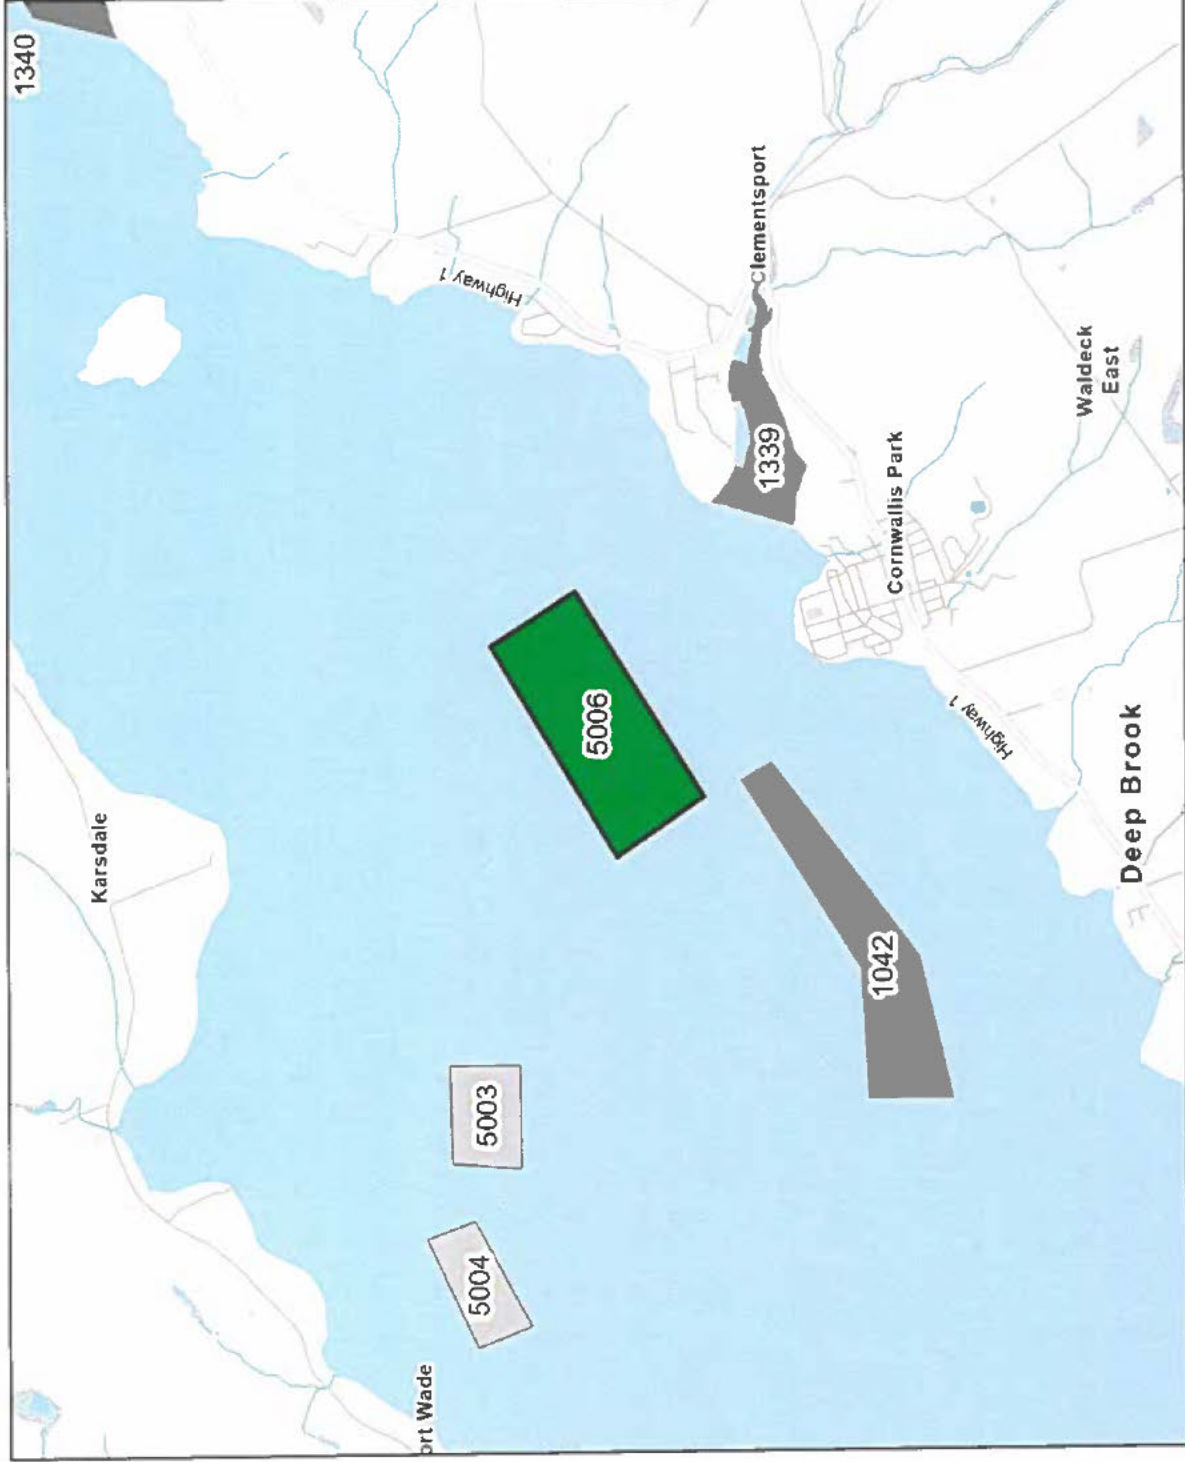 1340
Karsdale
Highway 1
Clementsport
1339
Waldeck
East
Cornwallis Park
5006
Highway 1
Deep Brook
1042
5003
5004
ort Wade